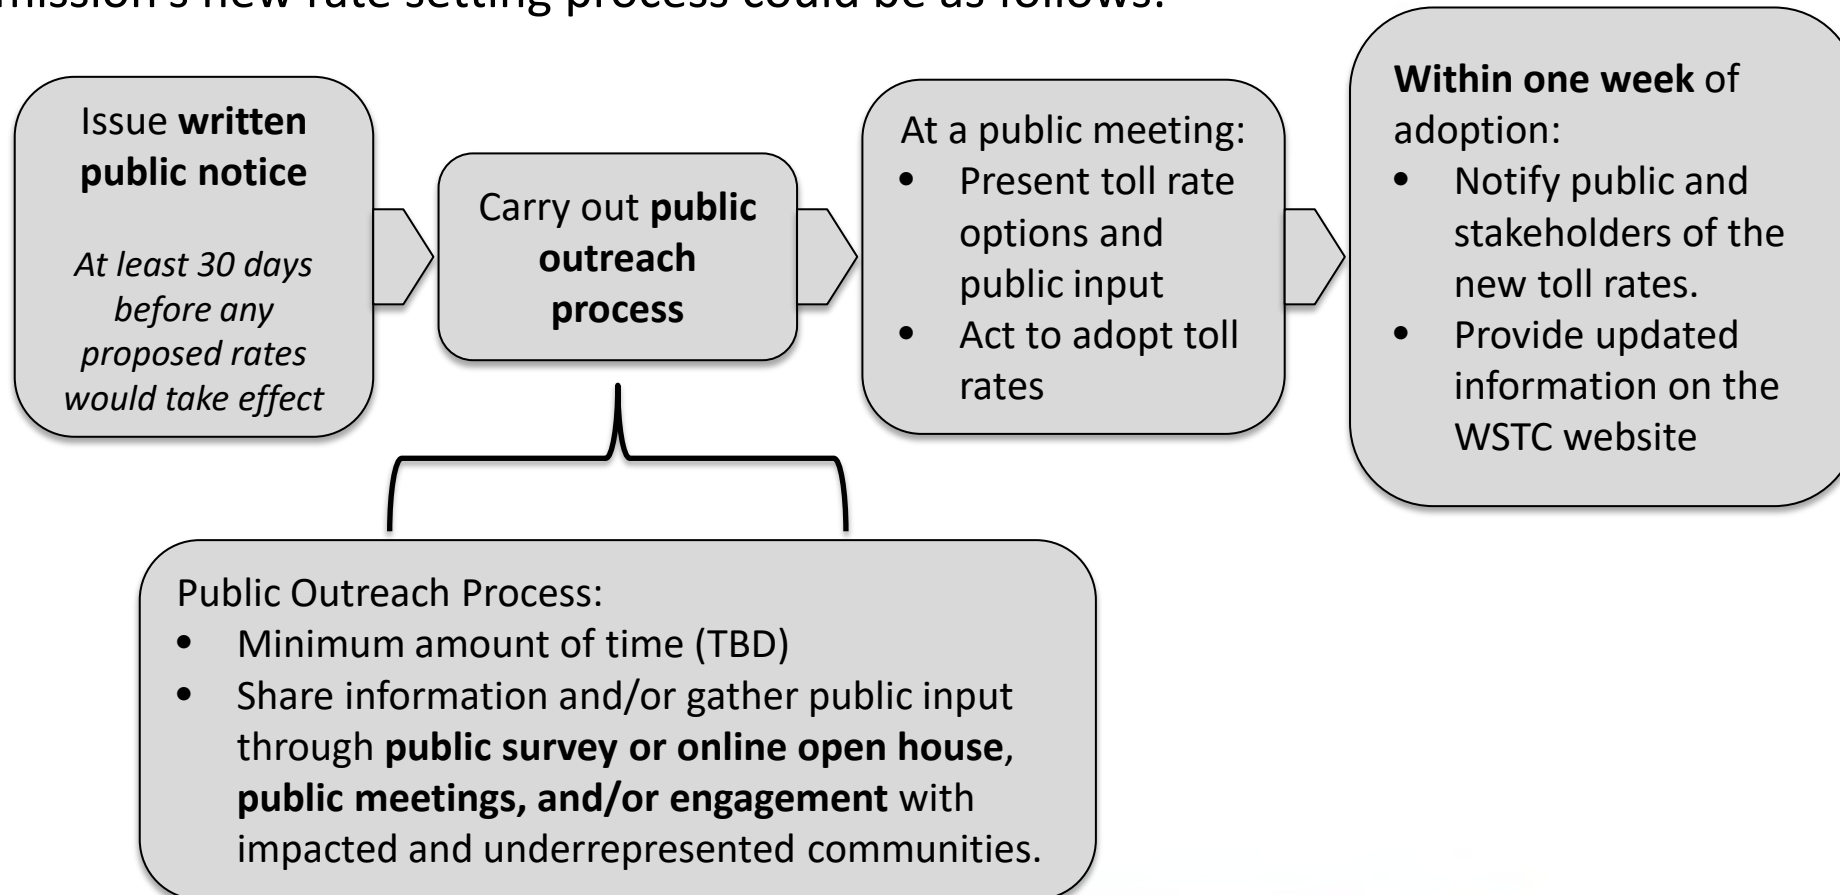 mission's new rate setting process could be as follows:
Issue written
public notice
At least 30 days
before any
proposed rates
would take effect
Carry out public
outreach
process
At a public meeting:
• Present toll rate
options and
public input
• Act to adopt toll
rates
Within one week of
adoption:
• Notify public and
stakeholders of the
new toll rates.
• Provide updated
information on the
WSTC website
Public Outreach Process:
• Minimum amount of time (TBD)
• Share information and/or gather public input
through public survey or online open house,
public meetings, and/or engagement with
impacted and underrepresented communities.